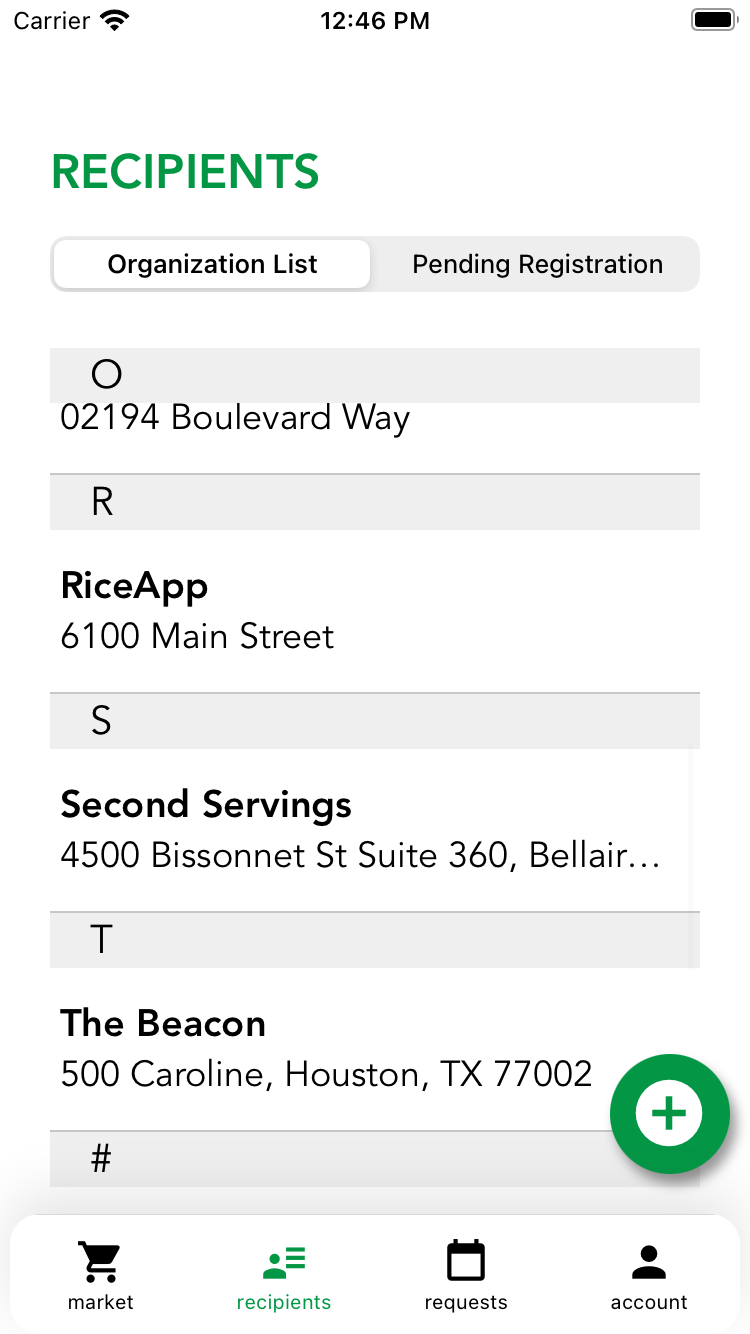 Carrier 12:46 PM
RECIPIENTS
Organization List Pending Registration
O
02194 Boulevard Way
R
RiceApp
6100 Main Street
S
Second Servings
4500 Bissonnet St Suite 360, Bellair...
T
The Beacon
500 Caroline, Houston, TX 77002
#
market recipients requests account